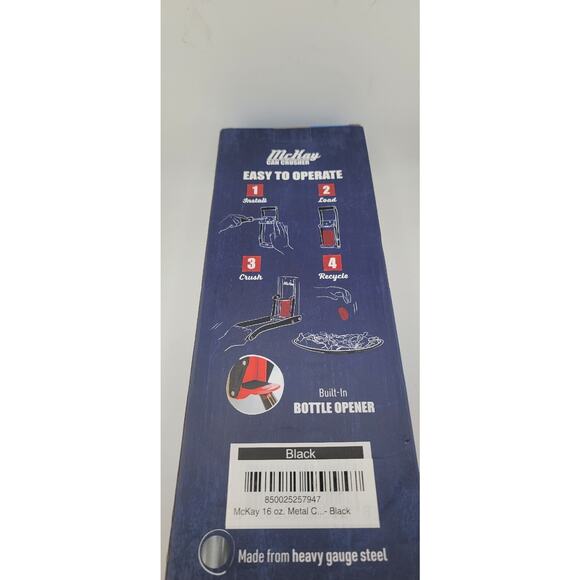 McKay
CAN CRUSHER
EASY TO OPERATE
1 2
Install Load
3 4
Crush Recycle
Built-In
BOTTLE OPENER
Black
850025257947
McKay 16 oz. Metal C...- Black
Made from heavy gauge steel